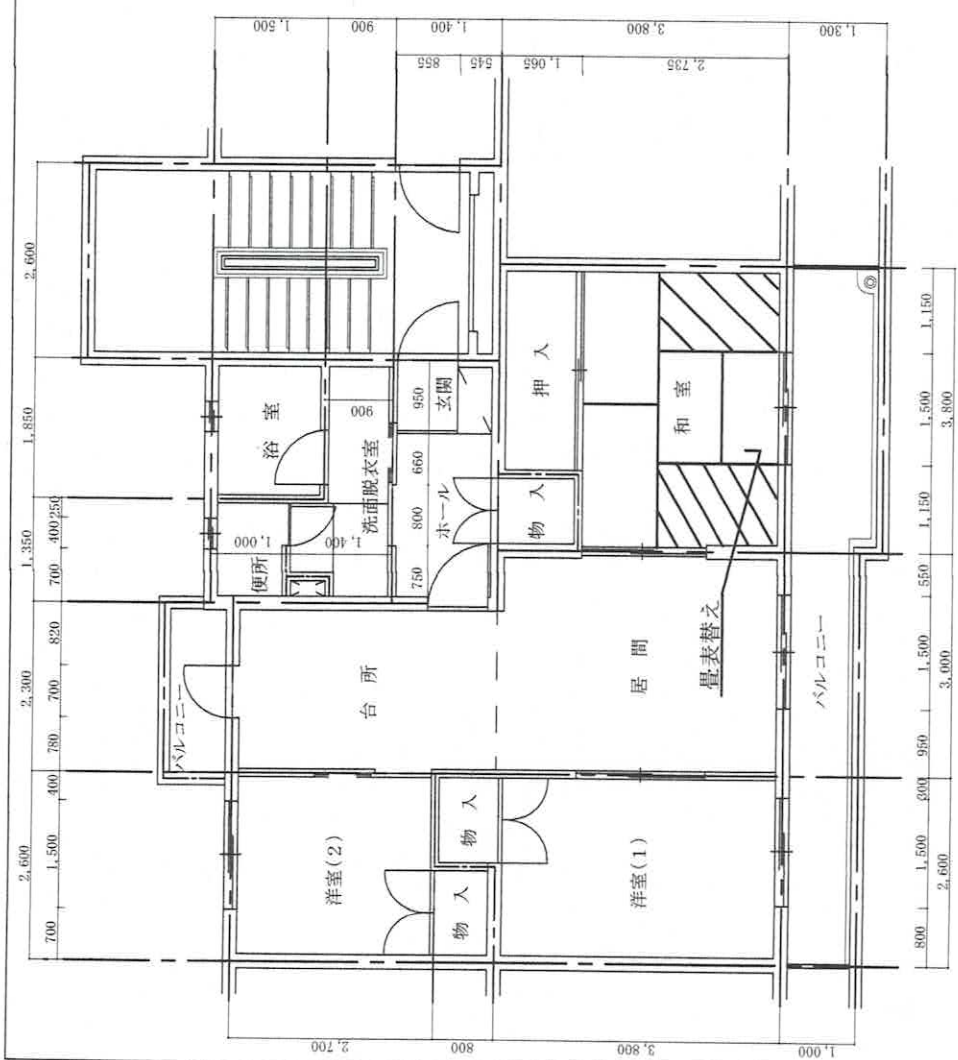 1,500
900
1,400
3,800
1,300
855
545
1,065
2,735
2,600
1,850
1,350
2,300
2,600
250
400
700
820
700
780
400
1,500
700
浴室
900
洗面脱衣室
950
玄関
660
800
750
ホール
1,000
1,400
便所
押入
物入
和室
畳表替え
バルコニー
台所
居間
バルコニー
洋室(2)
物入
物入
洋室(1)
1,150
1,500
1,150
3,800
550
1,500
950
3,000
300
1,500
800
2,600
2,700
800
3,800
1,000